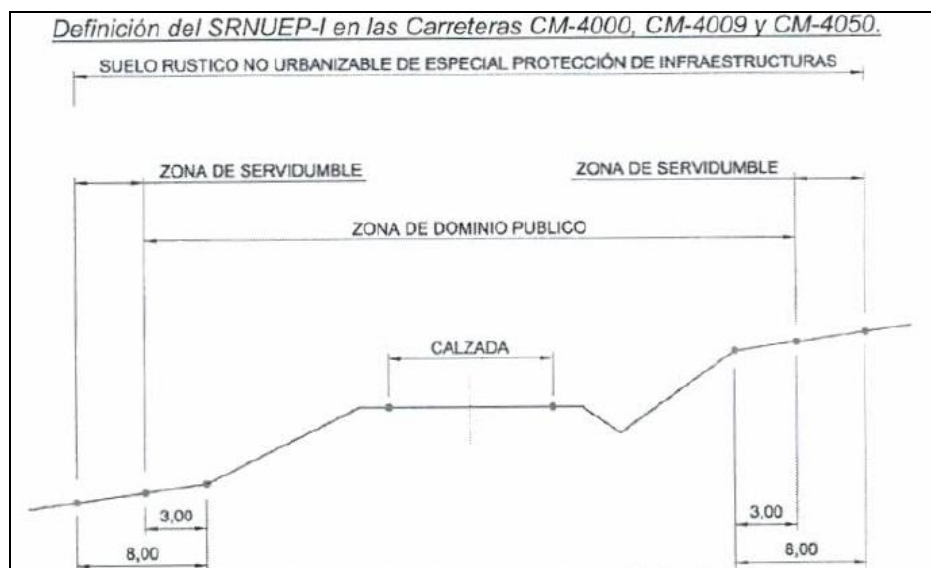 Definición del SRNUEP-I en las Carreteras CM-4000, CM-4009 y CM-4050.
SUELO RUSTICO NO URBANIZABLE DE ESPECIAL PROTECCIÓN DE INFRAESTRUCTURAS
ZONA DE SERVIDUMBLE
ZONA DE SERVIDUMBLE
ZONA DE DOMINIO PUBLICO
CALZADA
3,00
3,00
8,00
8,00